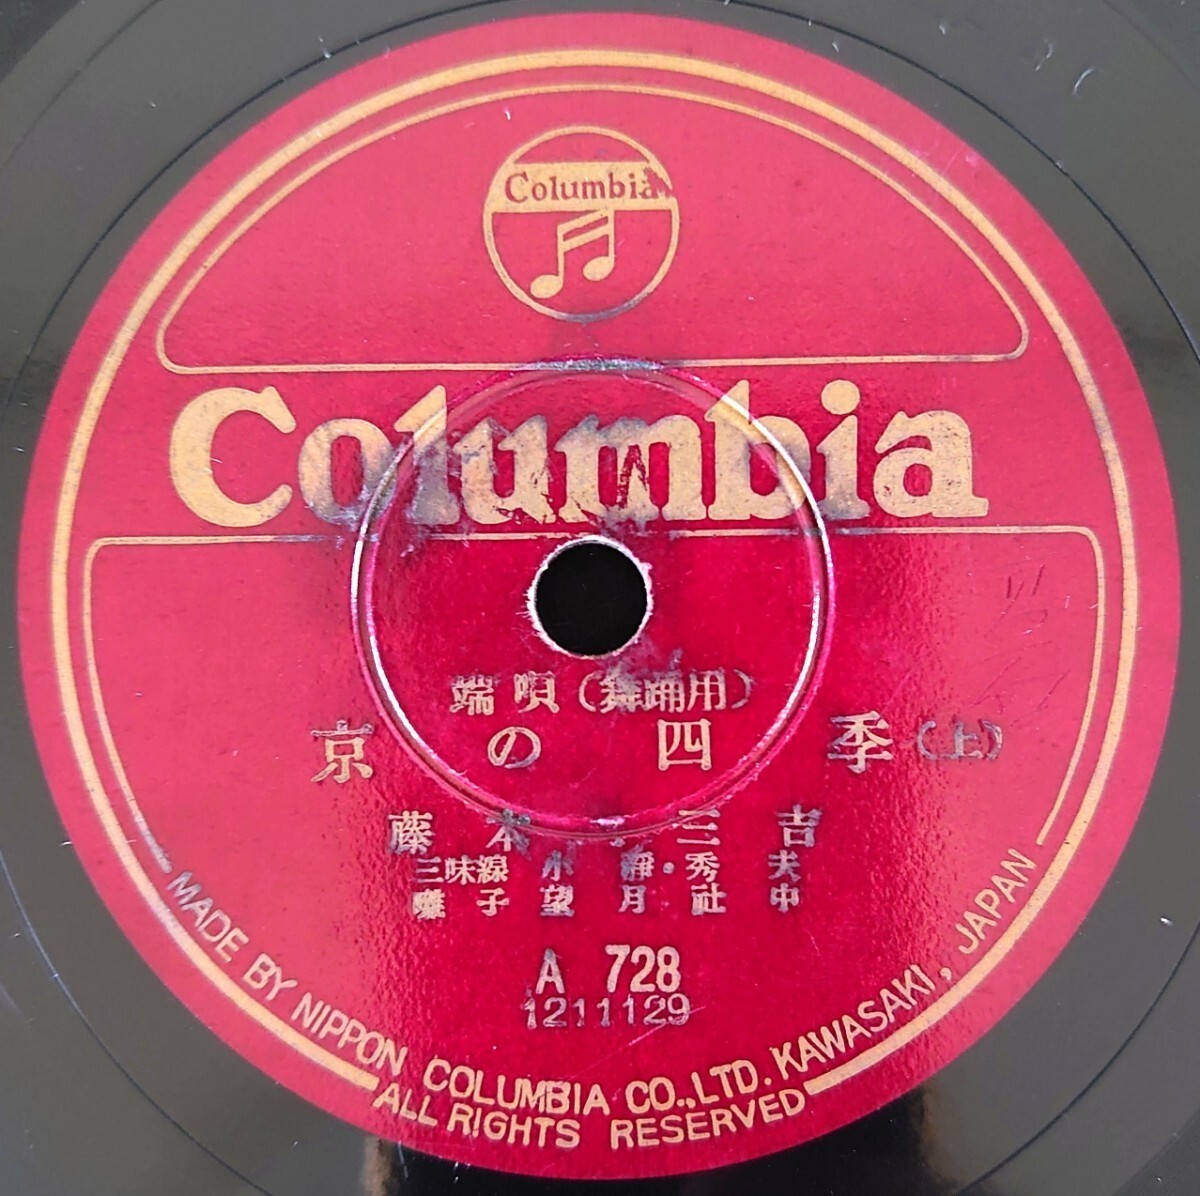 Columbia
Columbia
端唄(舞踊用)
京の四季(上)
藤本二三吉
三味線 小静・秀夫
囃子 望月社中
A 728
1211129
MADE BY NIPPON COLUMBIA CO., LTD. KAWASAKI, JAPAN
ALL RIGHTS RESERVED